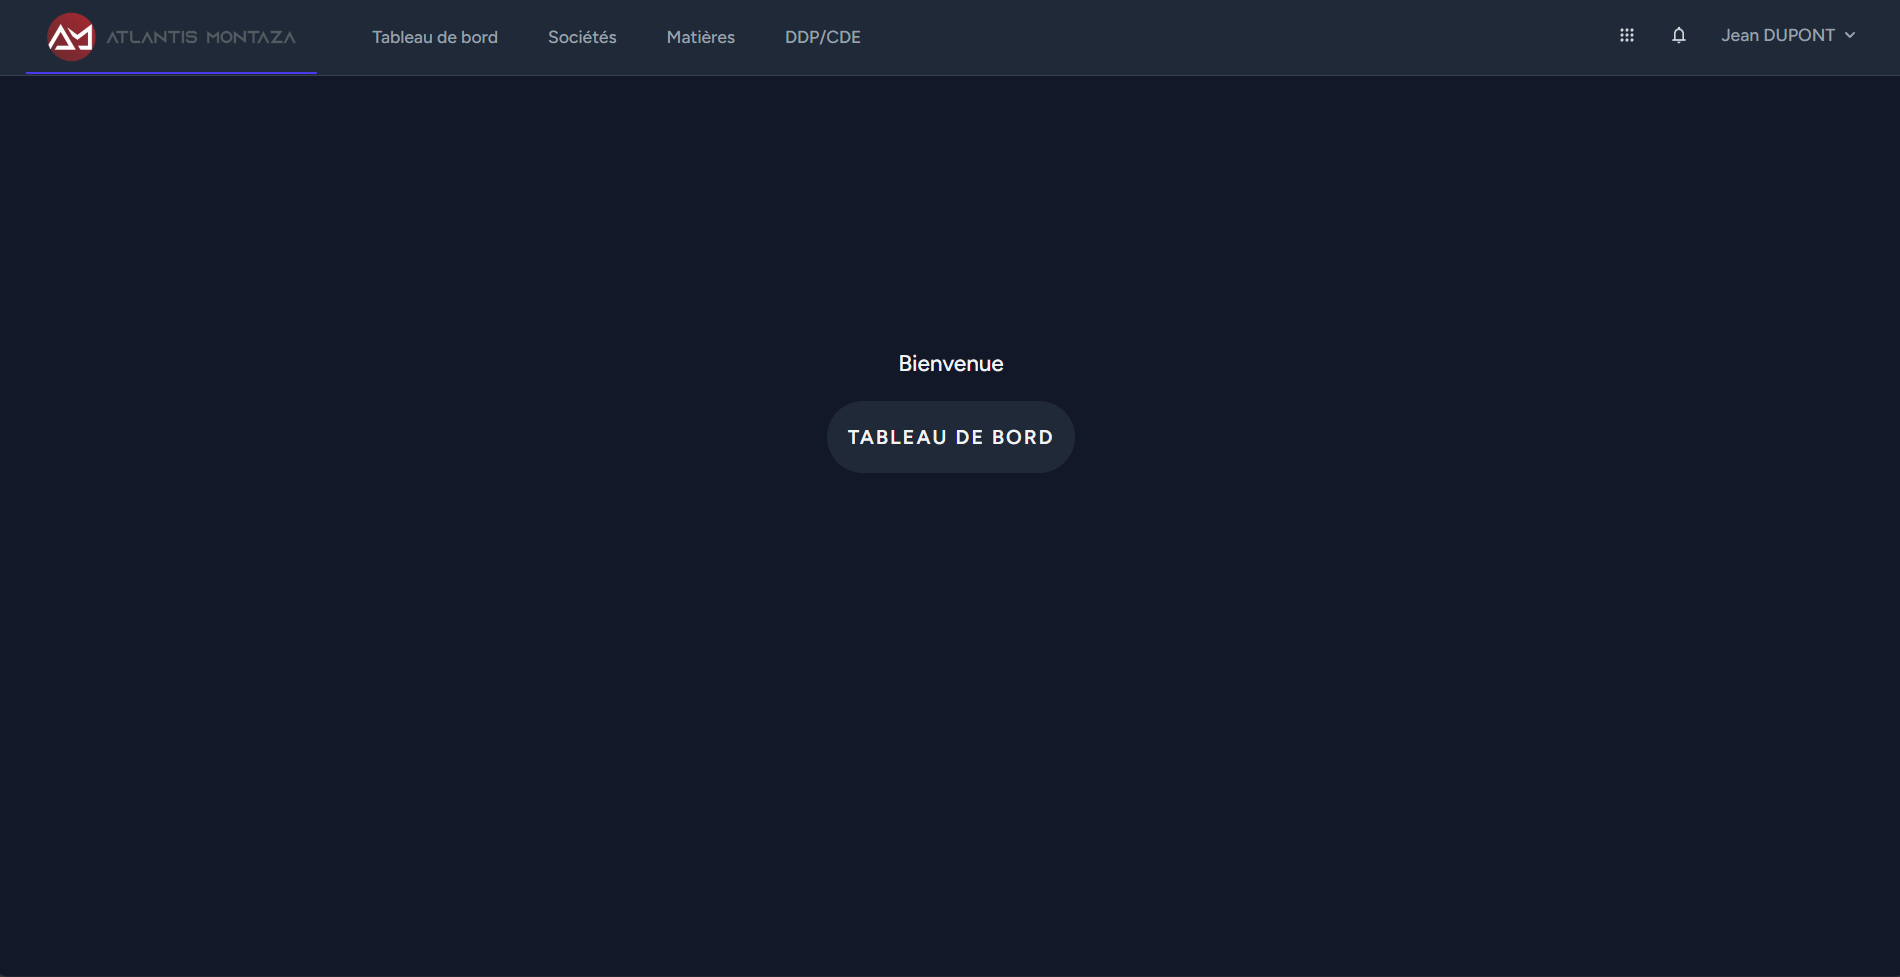 ATLANTIS MONTAZA
Tableau de bord
Sociétés
Matières
DDP/CDE
Jean DUPONT
Bienvenue
TABLEAU DE BORD